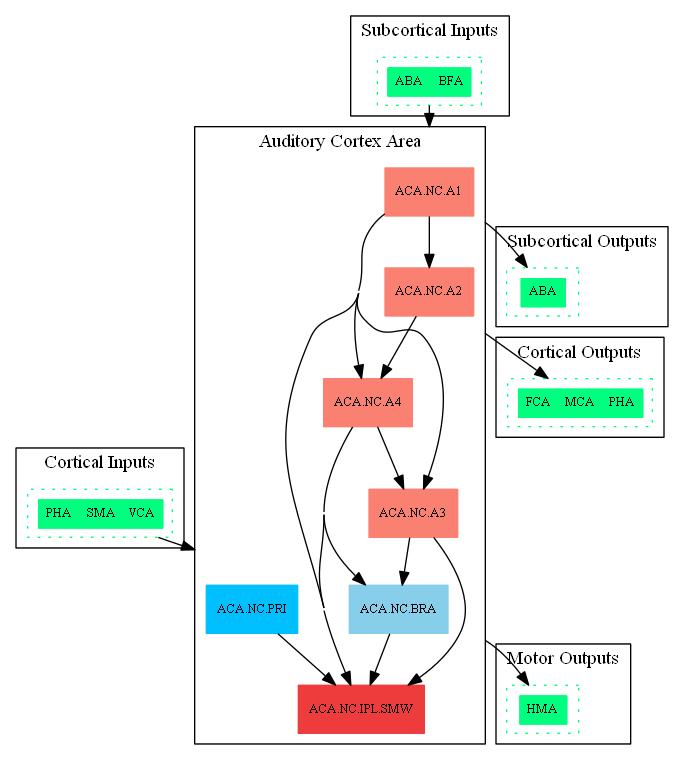 Subcortical Inputs
ABA BFA
Auditory Cortex Area
ACA.NC.A1
Subcortical Outputs
ABA
ACA.NC.A2
Cortical Outputs
FCA MCA PHA
ACA.NC.A4
Cortical Inputs
PHA SMA VCA
ACA.NC.A3
ACA.NC.PRI
ACA.NC.BRA
Motor Outputs
HMA
ACA.NC.IPL.SMW